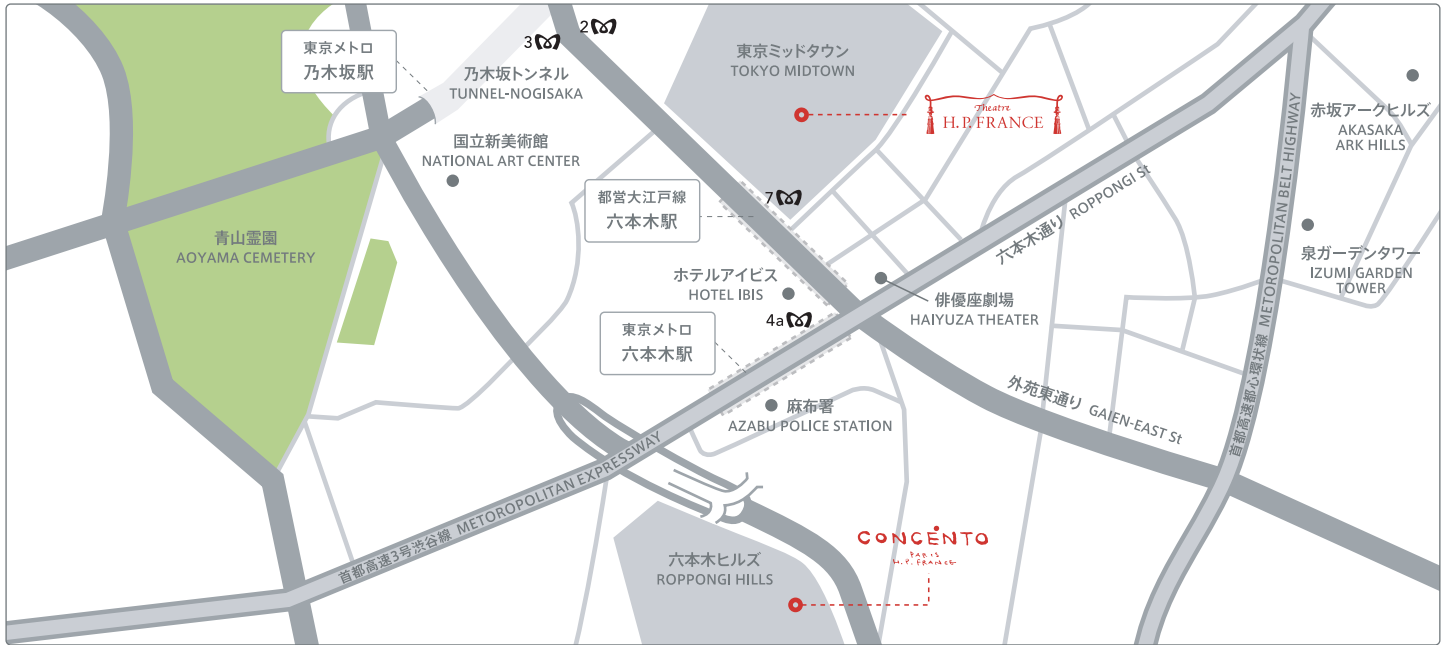 東京メトロ
乃木坂駅
3
2
乃木坂トンネル
TUNNEL-NOGISAKA
東京ミッドタウン
TOKYO MIDTOWN
Theatre
H.P.FRANCE
赤坂アークヒルズ
AKASAKA
ARK HILLS
国立新美術館
NATIONAL ART CENTER
都営大江戸線
六本木駅
7
青山霊園
AOYAMA CEMETERY
六本木通り ROPPONGI St
首都高速都心環状線 METOROPOLITAN BELT HIGHWAY
泉ガーデンタワー
IZUMI GARDEN
TOWER
ホテルアイビス
HOTEL IBIS
俳優座劇場
HAIYUZA THEATER
4a
東京メトロ
六本木駅
麻布署
AZABU POLICE STATION
外苑東通り GAIEN-EAST St
首都高速3号渋谷線 METOROPOLITAN EXPRESSWAY
六本木ヒルズ
ROPPONGI HILLS
CONCENTO
PARIS
H.P.FRANCE